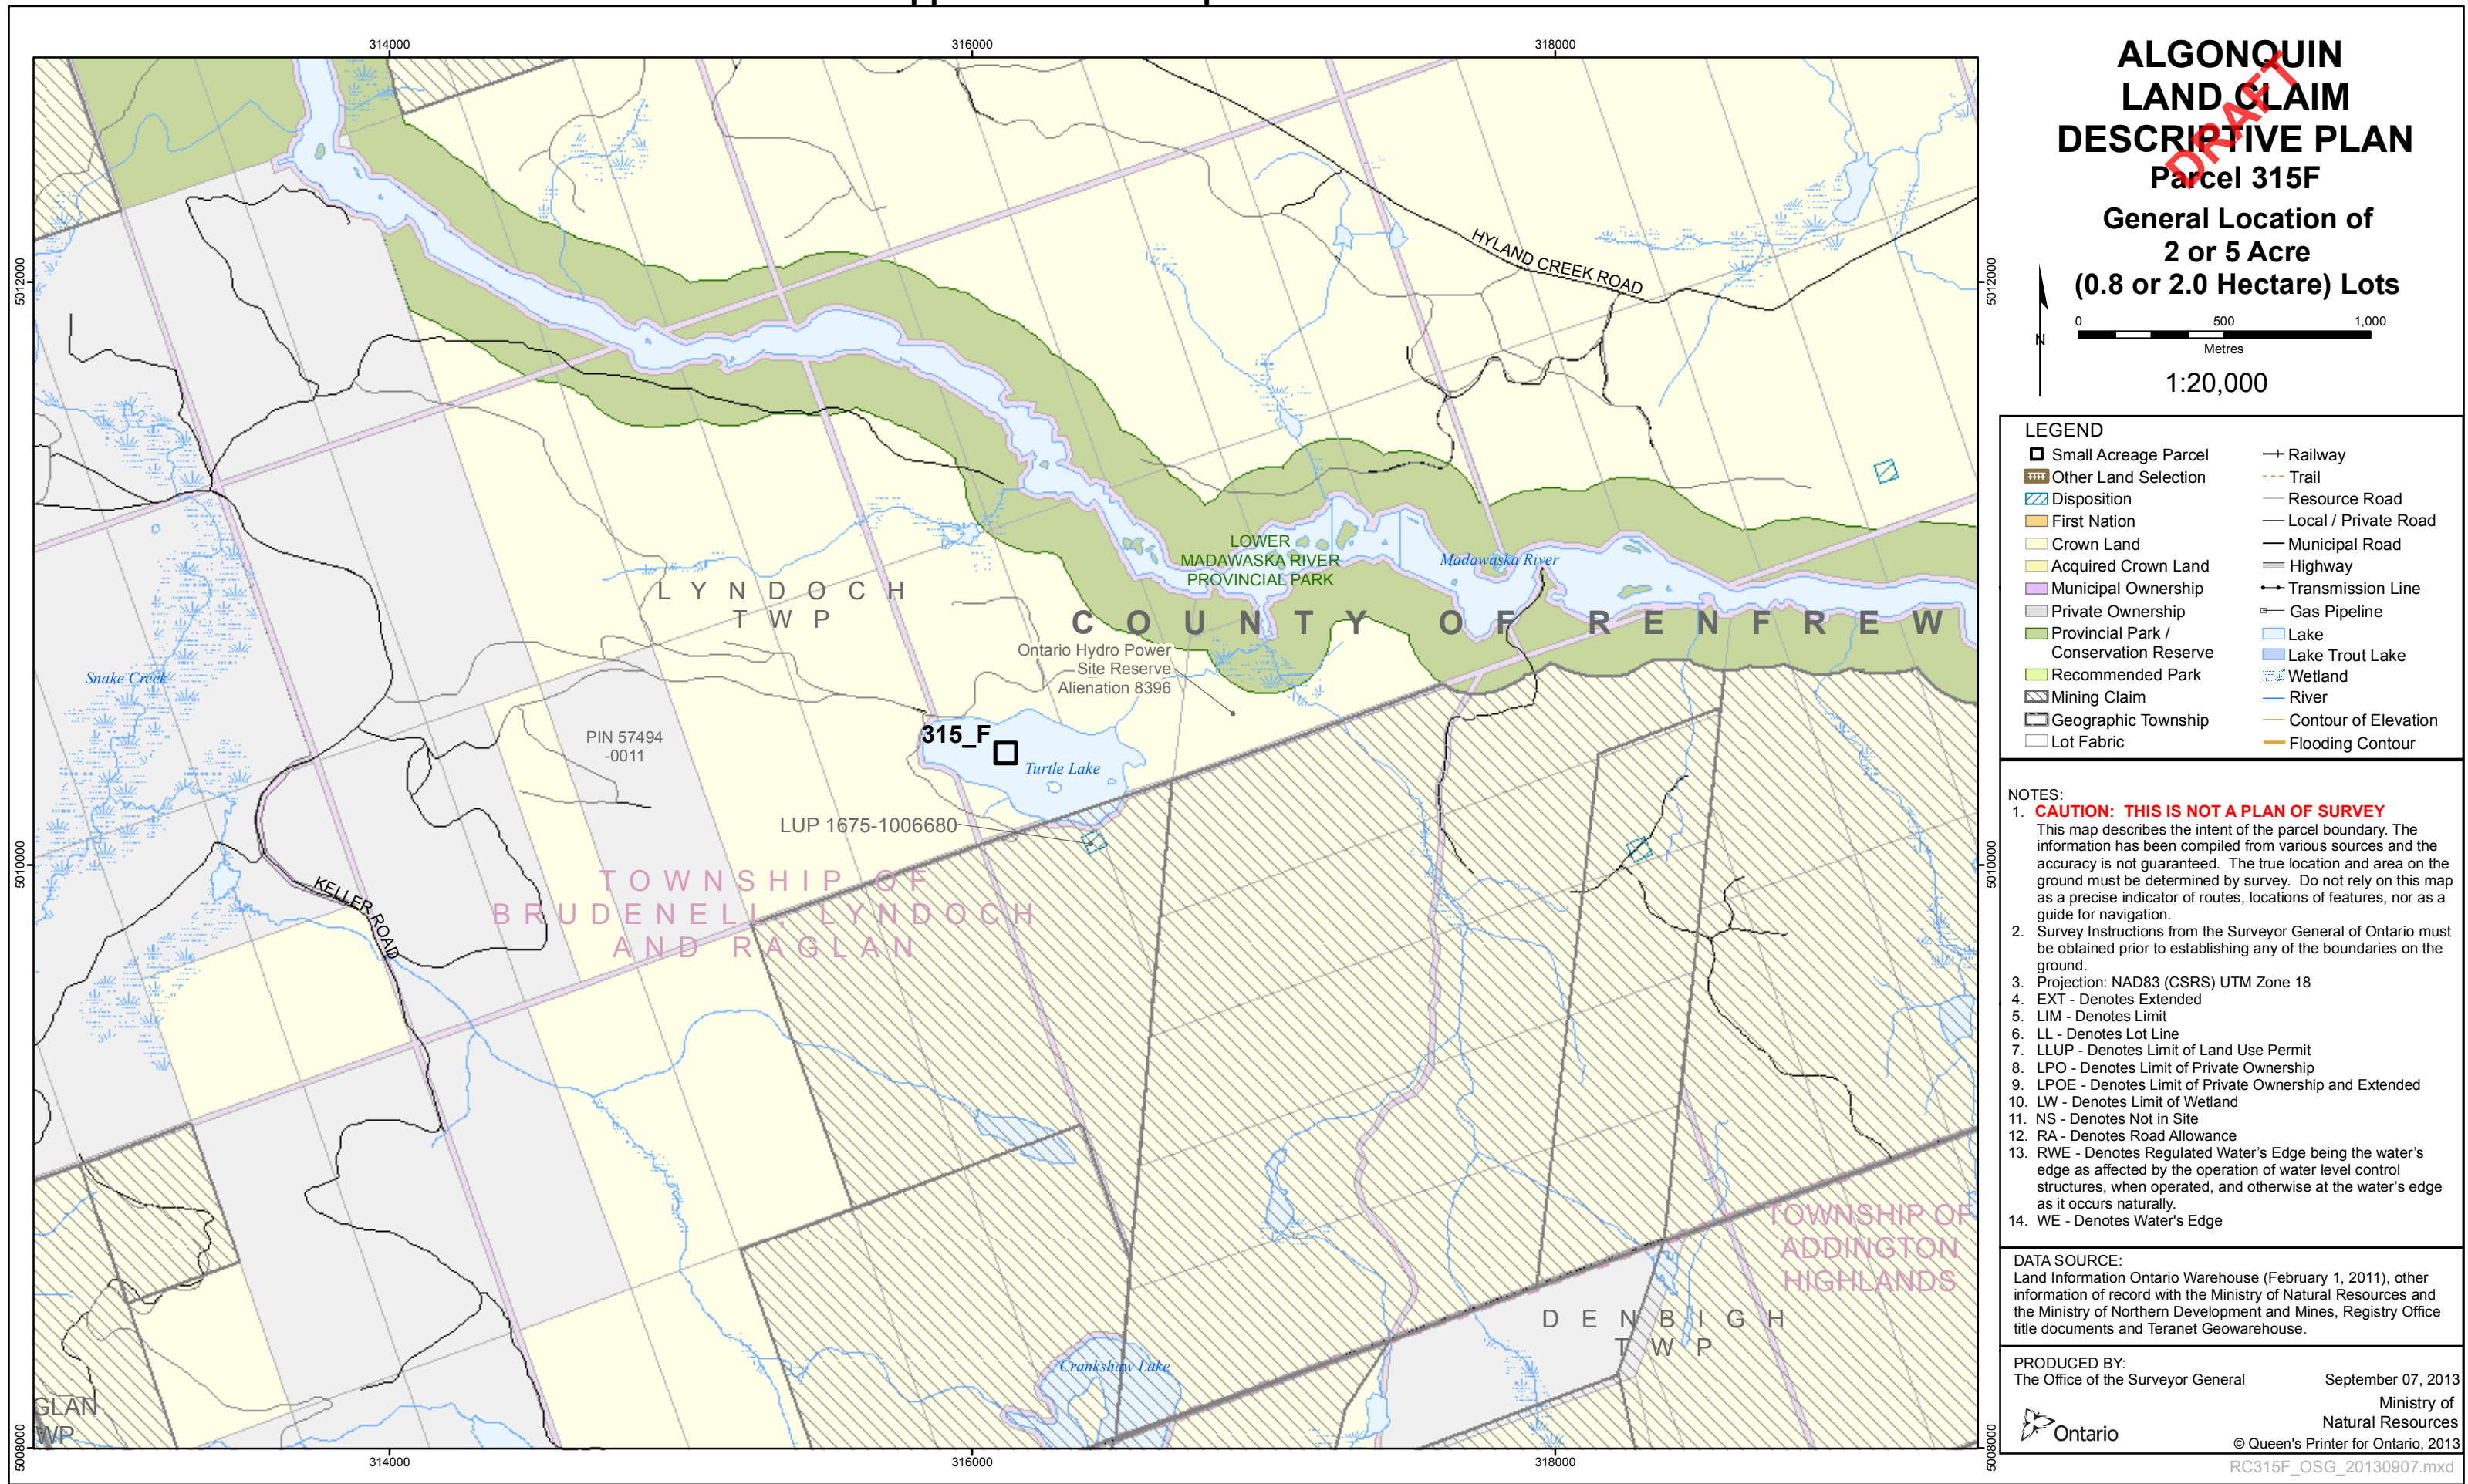 314000
316000
318000
5012000
5012000
HYLAND CREEK ROAD
LOWER
MADAWASKA RIVER
PROVINCIAL PARK
Madawaska River
LYNDOCH
TWP
COUNTY OF RENFREW
Ontario Hydro Power
Site Reserve
Alienation 8396
Snake Creek
PIN 57494
-0011
315_F
Turtle Lake
LUP 1675-1006680
5010000
5010000
KELLER ROAD
TOWNSHIP OF
BRUDENELL, LYNDOCH
AND RAGLAN
TOWNSHIP OF
ADDINGTON
HIGHLANDS
DENBIGH
TWP
Crankshaw Lake
GLAN
WP
5008000
5008000
314000
316000
318000
ALGONQUIN
LAND CLAIM
DESCRIPTIVE PLAN
DRAFT
Parcel 315F
General Location of
2 or 5 Acre
(0.8 or 2.0 Hectare) Lots
N
0 500 1,000
Metres
1:20,000
LEGEND
Small Acreage Parcel
Other Land Selection
Disposition
First Nation
Crown Land
Acquired Crown Land
Municipal Ownership
Private Ownership
Provincial Park /
Conservation Reserve
Recommended Park
Mining Claim
Geographic Township
Lot Fabric
Railway
Trail
Resource Road
Local / Private Road
Municipal Road
Highway
Transmission Line
Gas Pipeline
Lake
Lake Trout Lake
Wetland
River
Contour of Elevation
Flooding Contour
NOTES:
1. CAUTION: THIS IS NOT A PLAN OF SURVEY
This map describes the intent of the parcel boundary. The
information has been compiled from various sources and the
accuracy is not guaranteed. The true location and area on the
ground must be determined by survey. Do not rely on this map
as a precise indicator of routes, locations of features, nor as a
guide for navigation.
2. Survey Instructions from the Surveyor General of Ontario must
be obtained prior to establishing any of the boundaries on the
ground.
3. Projection: NAD83 (CSRS) UTM Zone 18
4. EXT - Denotes Extended
5. LIM - Denotes Limit
6. LL - Denotes Lot Line
7. LLUP - Denotes Limit of Land Use Permit
8. LPO - Denotes Limit of Private Ownership
9. LPOE - Denotes Limit of Private Ownership and Extended
10. LW - Denotes Limit of Wetland
11. NS - Denotes Not in Site
12. RA - Denotes Road Allowance
13. RWE - Denotes Regulated Water's Edge being the water's
edge as affected by the operation of water level control
structures, when operated, and otherwise at the water's edge
as it occurs naturally.
14. WE - Denotes Water's Edge
DATA SOURCE:
Land Information Ontario Warehouse (February 1, 2011), other
information of record with the Ministry of Natural Resources and
the Ministry of Northern Development and Mines, Registry Office
title documents and Teranet Geowarehouse.
PRODUCED BY:
The Office of the Surveyor General
September 07, 2013
Ministry of
Natural Resources
Ontario
© Queen's Printer for Ontario, 2013
RC315F_OSG_20130907.mxd